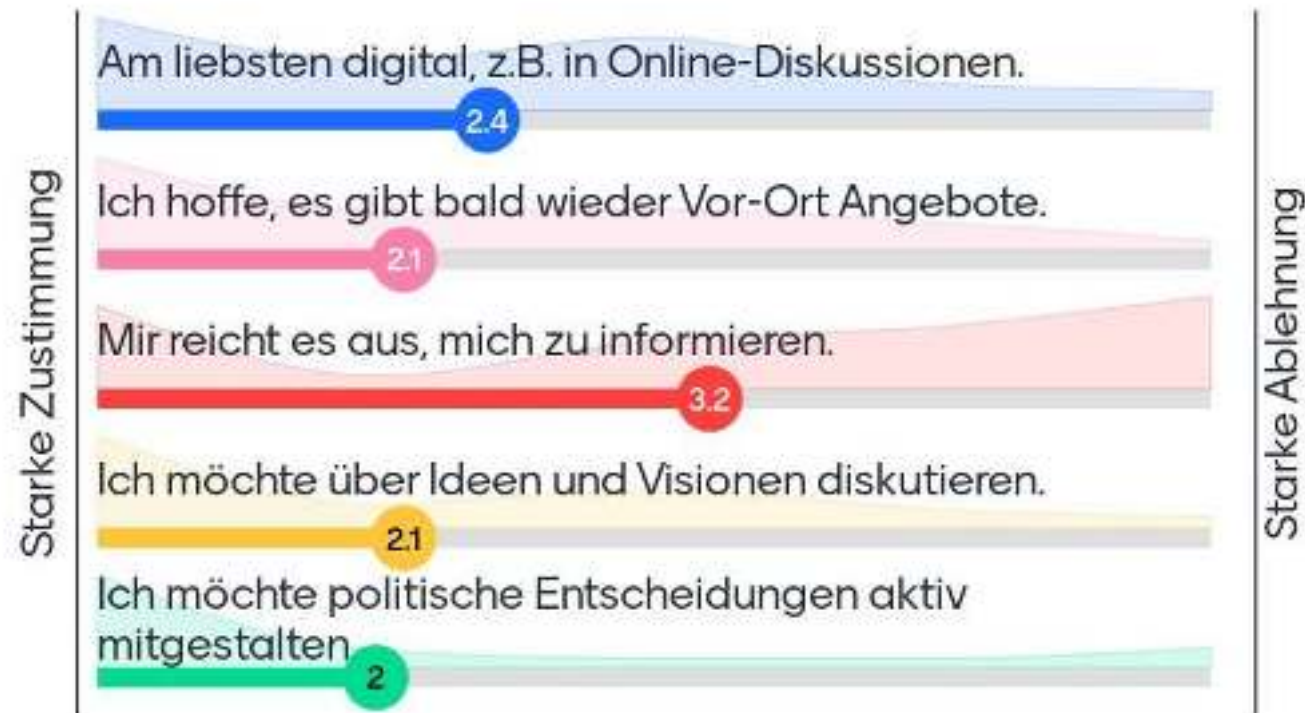 Am liebsten digital, z.B. in Online-Diskussionen.
2.4
Ich hoffe, es gibt bald wieder Vor-Ort Angebote.
2.1
Mir reicht es aus, mich zu informieren.
3.2
Ich möchte über Ideen und Visionen diskutieren.
2.1
Ich möchte politische Entscheidungen aktiv
mitgestalten
2
Starke Zustimmung
Starke Ablehnung